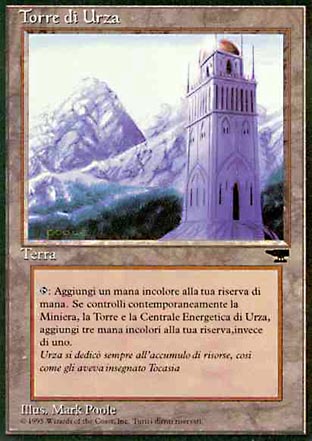 Torre di Urza
Terra
: Aggiungi un mana incolore alla tua riserva di
mana. Se controlli contemporaneamente la
Miniera, la Torre e la Centrale Energetica di Urza,
aggiungi tre mana incolori alla tua riserva,invece
di uno.
Urza si dedicò sempre all'accumulo di risorse, così
come gli aveva insegnato Tocasia
Illus. Mark Poole
© 1995 Wizards of the Coast, Inc. Tutti i diritti riservati.